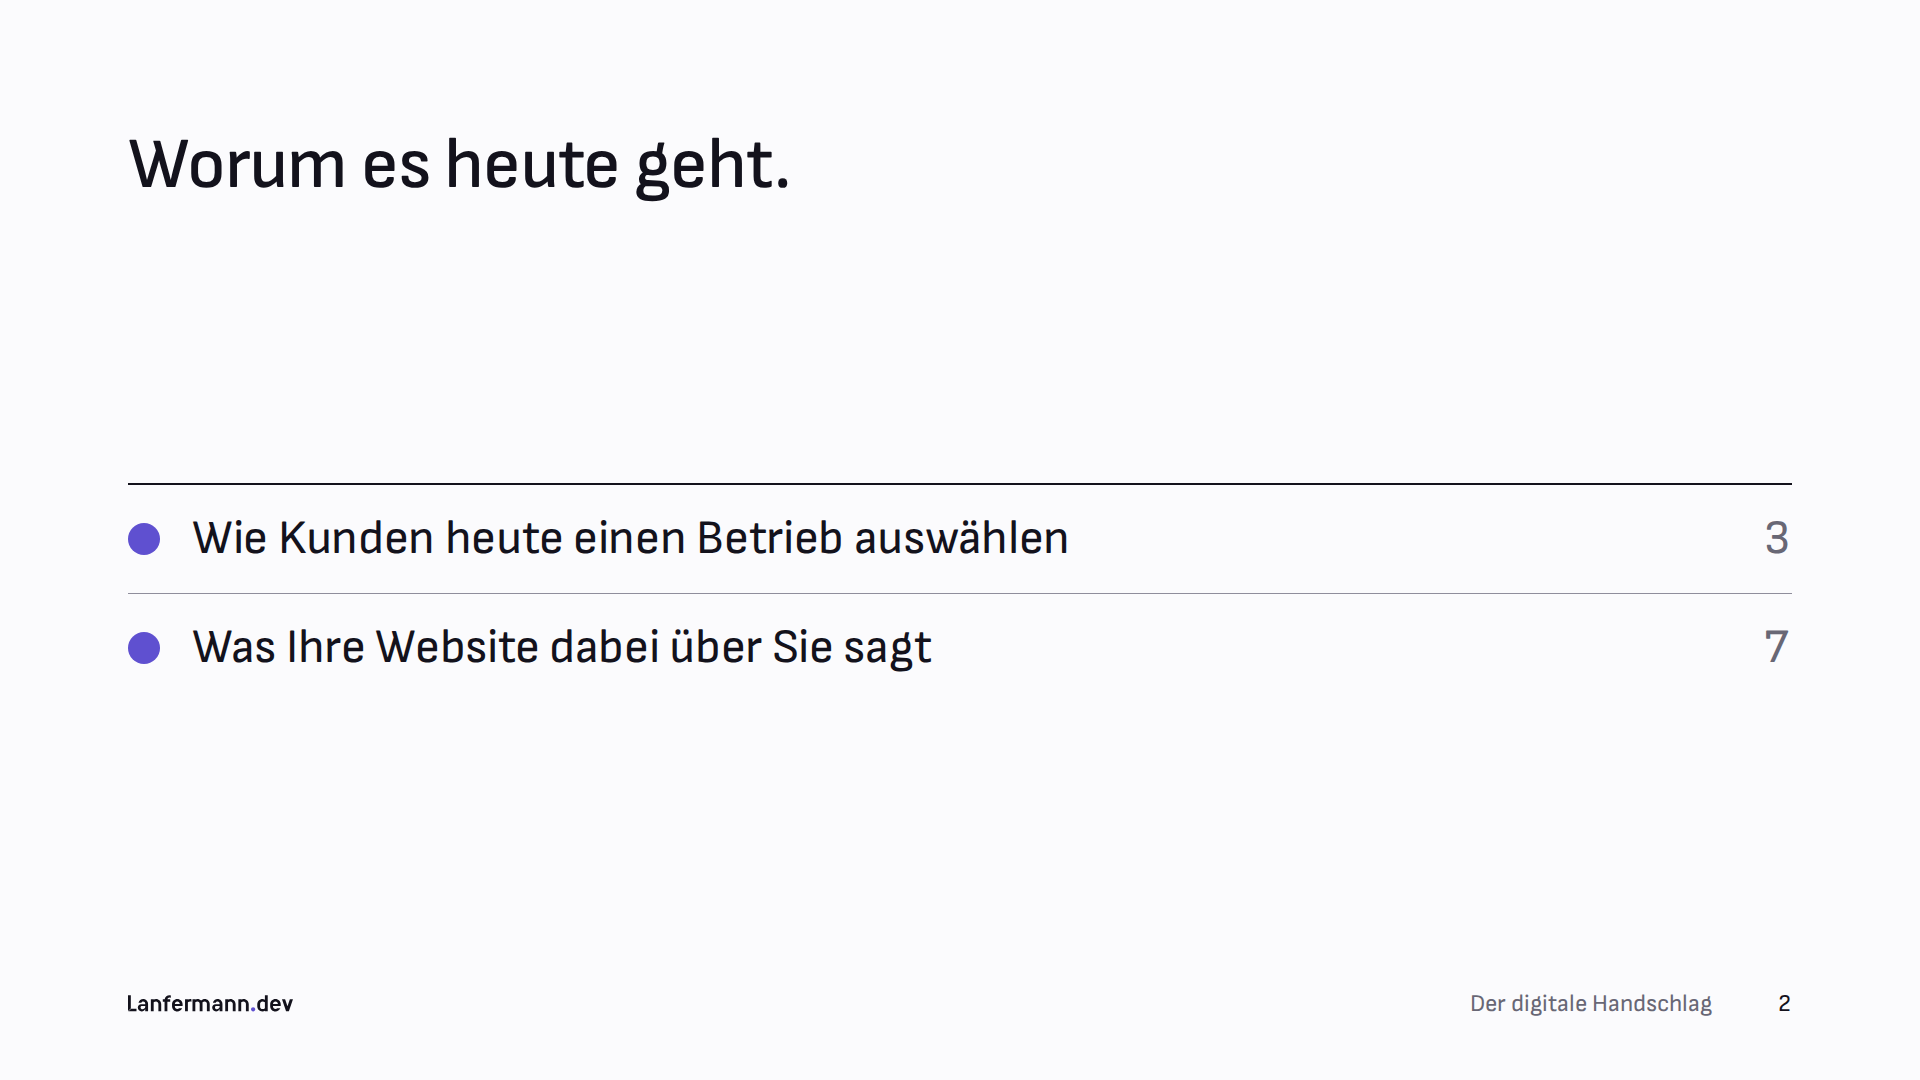 Worum es heute geht.
Wie Kunden heute einen Betrieb auswählen 3
Was Ihre Website dabei über Sie sagt 7
Lanfermann.dev Der digitale Handschlag 2